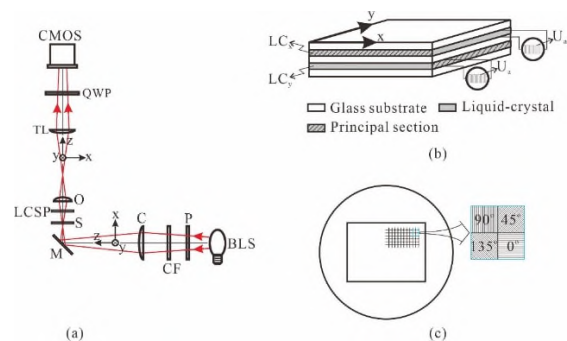 CMOS
QWP
TL
z
y
x
O
LCSP
S
M
z
x
y
C
CF
P
BLS
(a)
y
x
LCx
LCy
Ua
Ua
Glass substrate
Liquid-crystal
Principal section
(b)
90° 45°
135° 0°
(c)